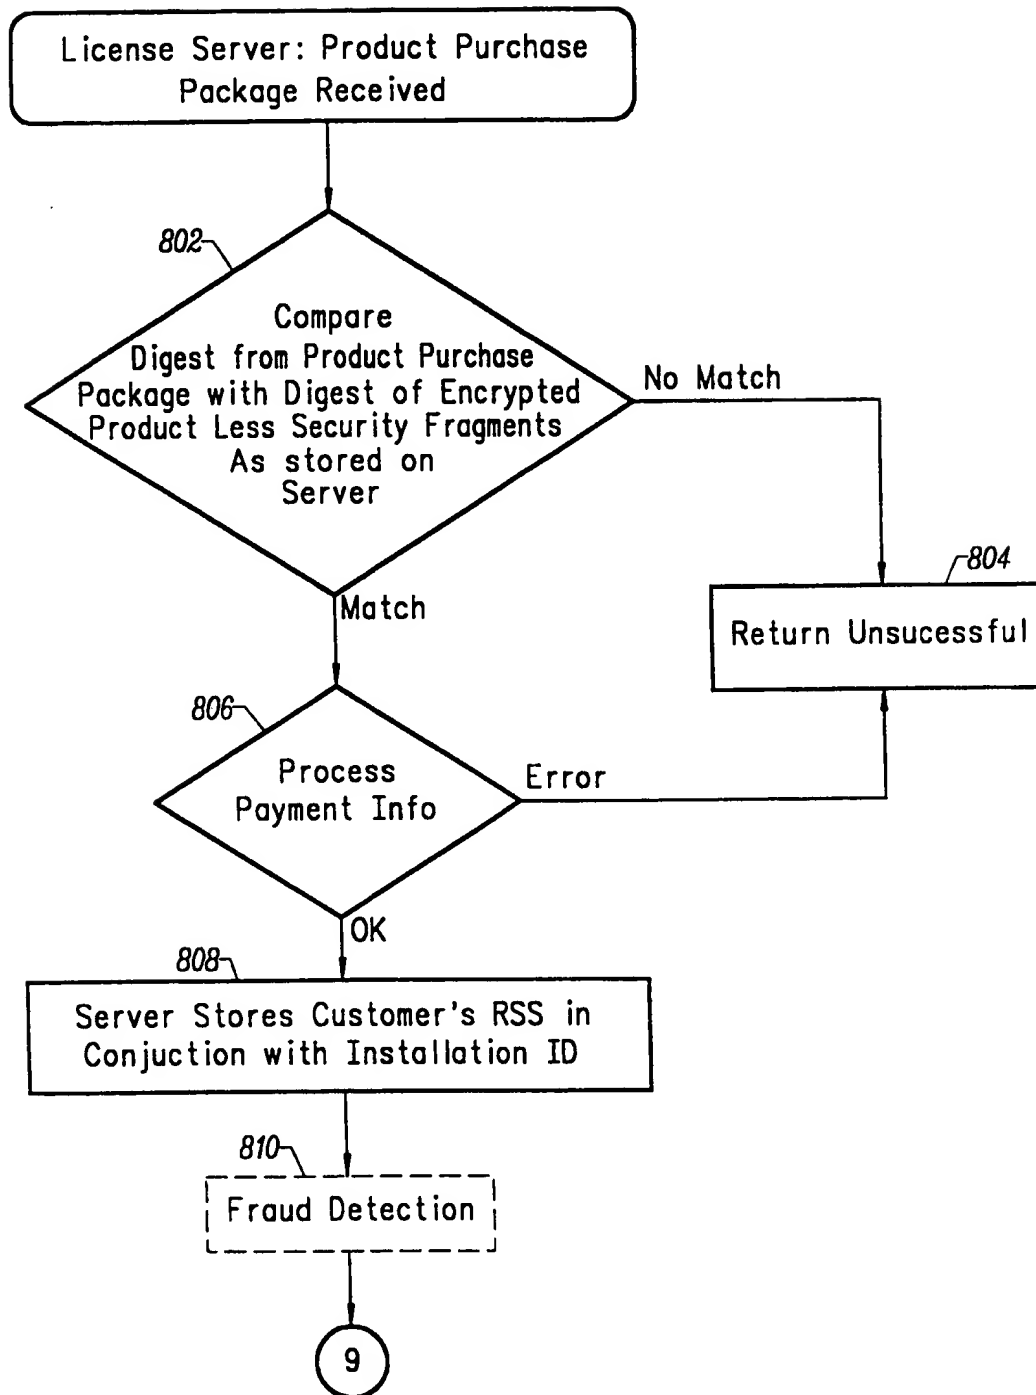 License Server: Product Purchase
Package Received
802
Compare
Digest from Product Purchase
Package with Digest of Encrypted
Product Less Security Fragments
As stored on
Server
No Match
804
Return Unsucessful
Match
806
Process
Payment Info
Error
OK
808
Server Stores Customer's RSS in
Conjuction with Installation ID
810
Fraud Detection
9